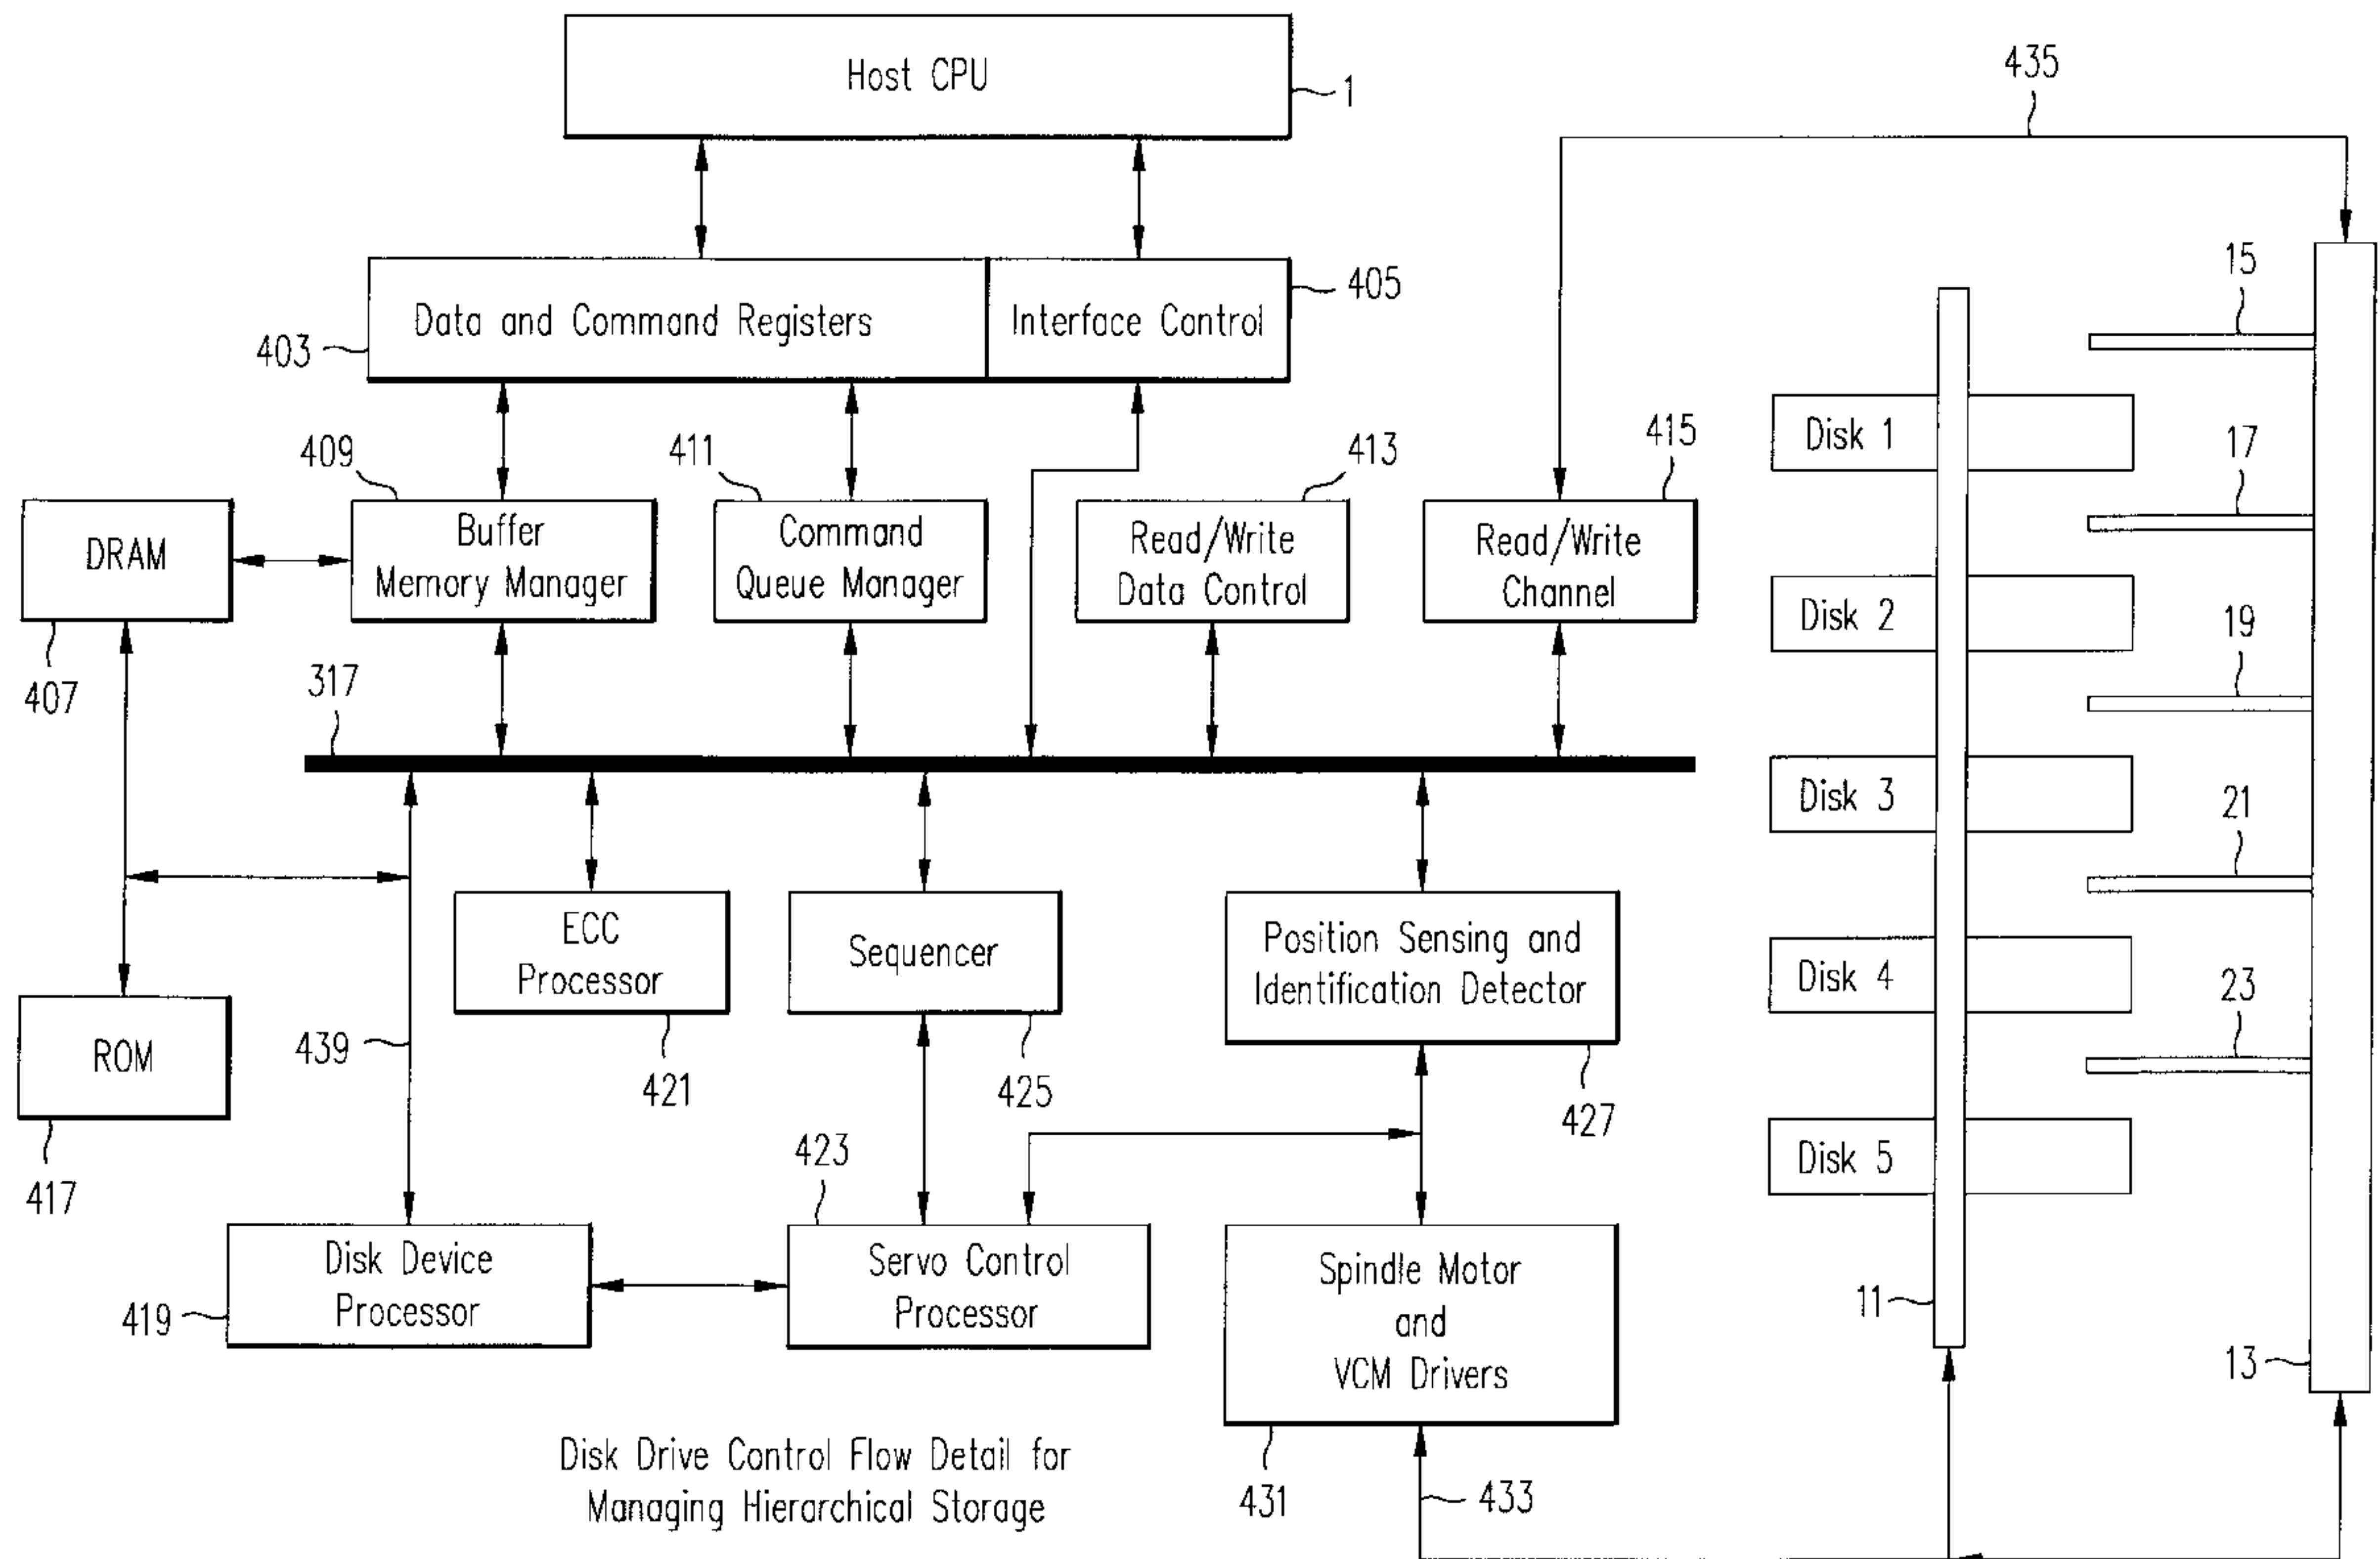 Host CPU
1
435
Data and Command Registers
Interface Control
405
403
15
Disk 1
17
409
411
413
415
DRAM
Buffer
Memory Manager
Command
Queue Manager
Read/Write
Data Control
Read/Write
Channel
Disk 2
19
407
317
Disk 3
21
ECC
Processor
Sequencer
Position Sensing and
Identification Detector
Disk 4
23
ROM
439
421
425
427
417
423
Disk 5
Disk Device
Processor
419
Servo Control
Processor
Spindle Motor
and
VCM Drivers
11
13
431
433
Disk Drive Control Flow Detail for
Managing Hierarchical Storage